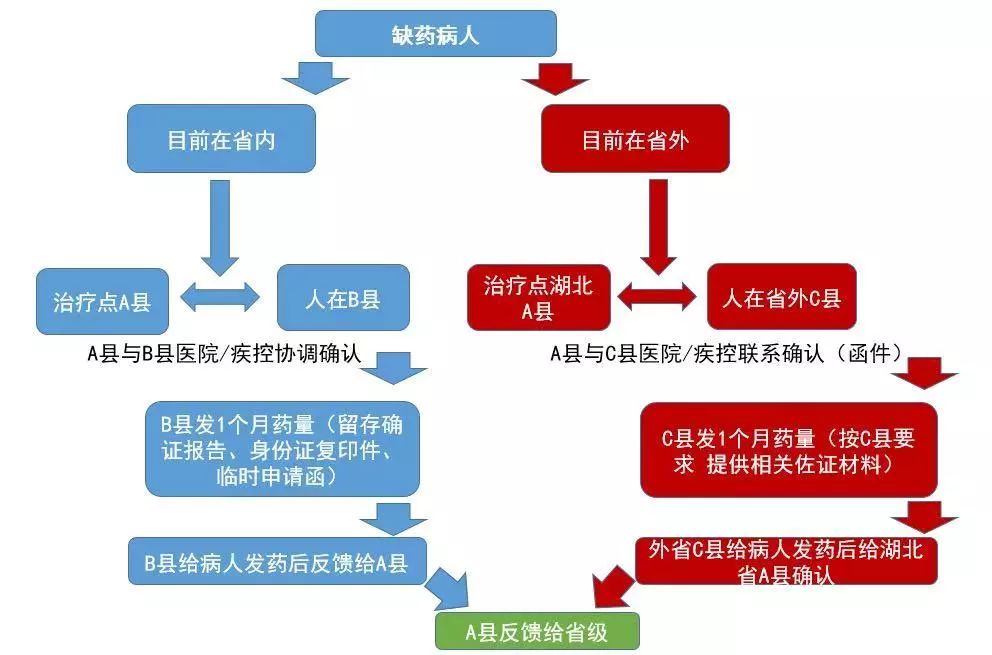 缺药病人
目前在省内
目前在省外
治疗点A县
人在B县
治疗点湖北
A县
人在省外C县
A县与B县医院/疾控协调确认
A县与C县医院/疾控联系确认（函件）
B县发1个月药量（留存确
证报告、身份证复印件、
临时申请函）
C县发1个月药量（按C县要
求 提供相关佐证材料）
B县给病人发药后反馈给A县
外省C县给病人发药后给湖北
省A县确认
A县反馈给省级